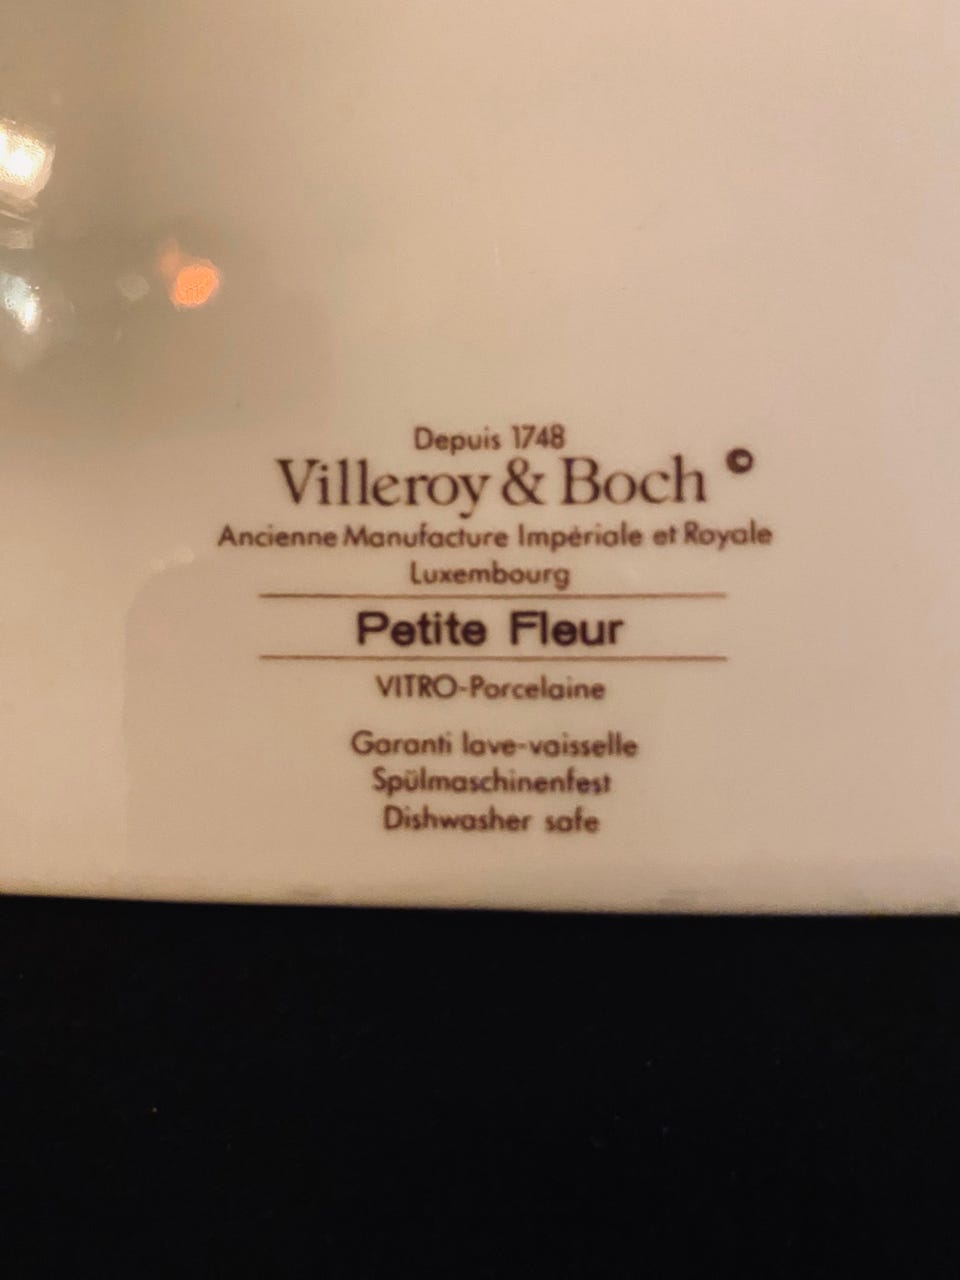 Depuis 1748
Villeroy & Boch ©
Ancienne Manufacture Impériale et Royale
Luxembourg
Petite Fleur
VITRO-Porcelaine
Garanti lave-vaisselle
Spülmaschinenfest
Dishwasher safe